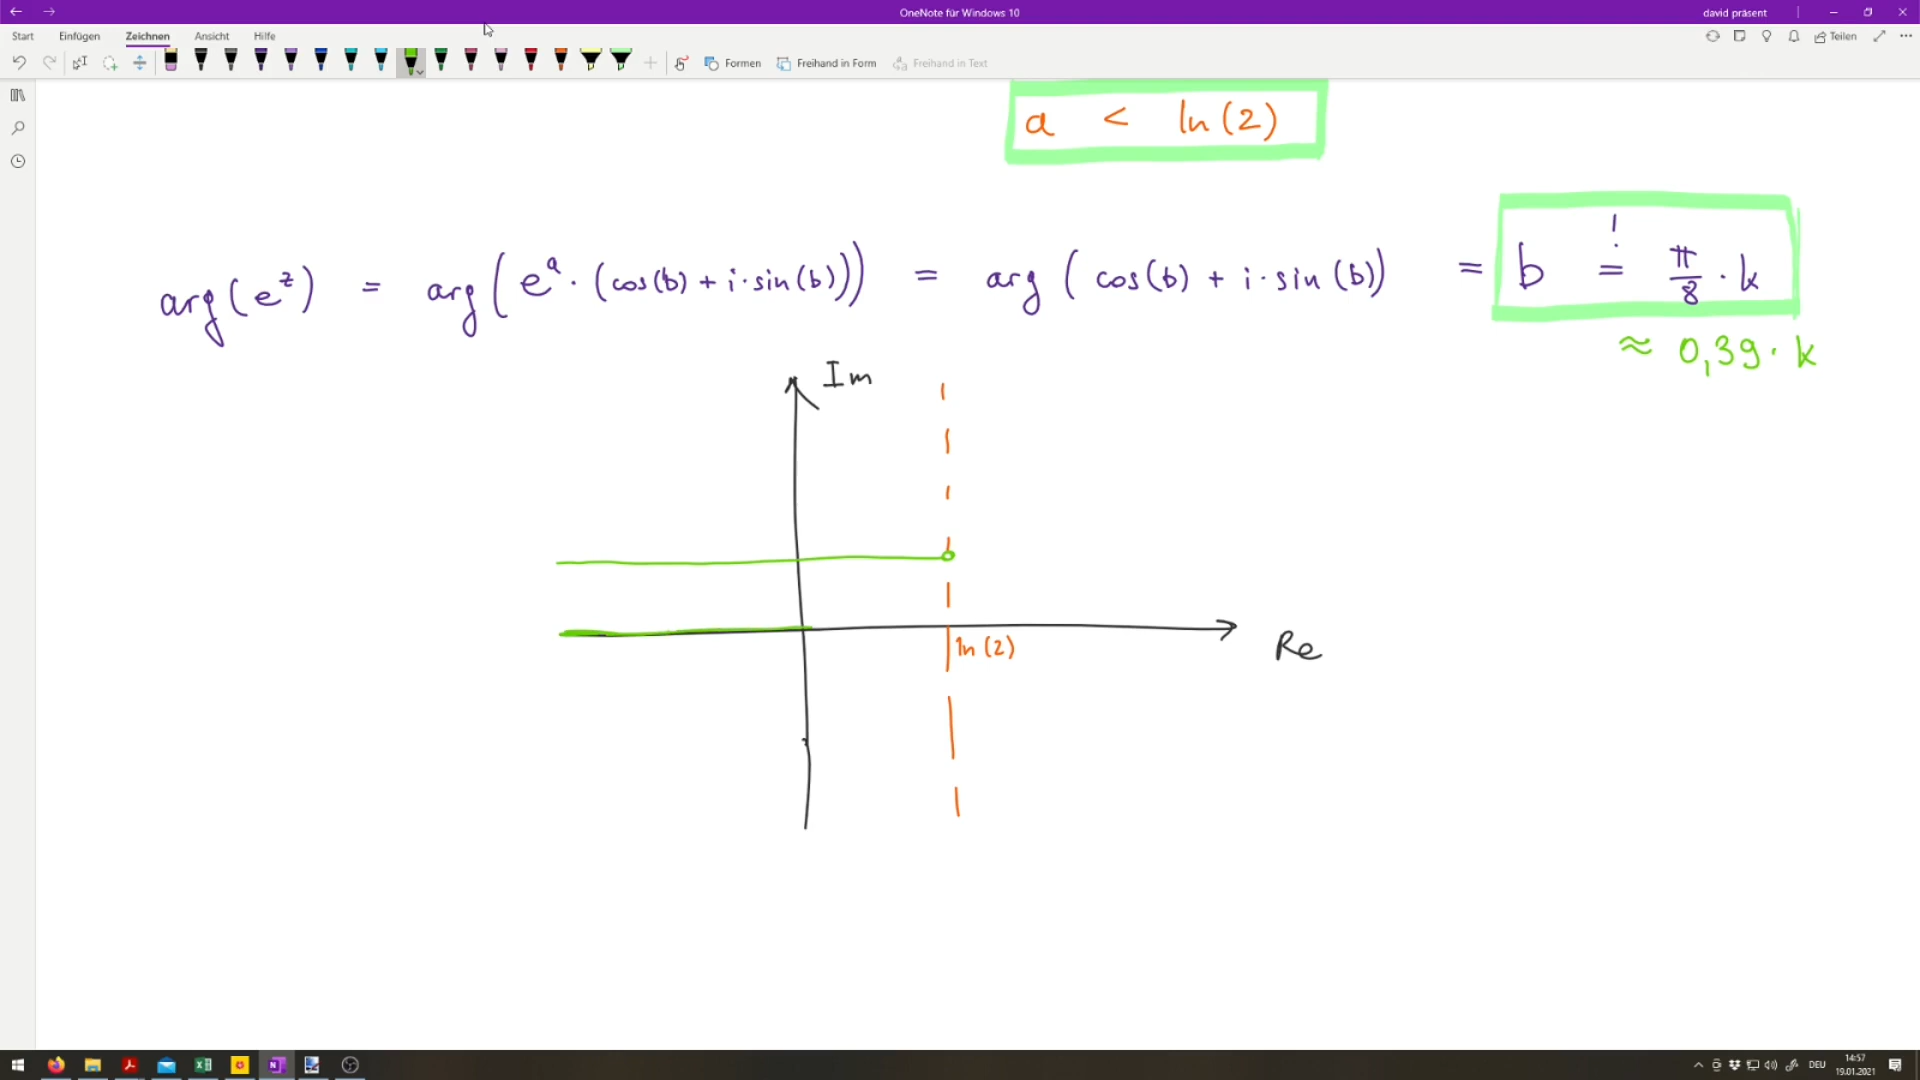 OneNote für Windows 10
david präsent
Start Einfügen Zeichnen Ansicht Hilfe
Teilen
Formen Freihand in Form Freihand in Text
a < ln(2)
arg(e^z) = arg(e^a · (cos(b) + i·sin(b))) = arg(cos(b) + i·sin(b)) = b =! π/8 · k
≈ 0,39 · k
Im
ln(2)
Re
DEU
14:57
19.01.2021